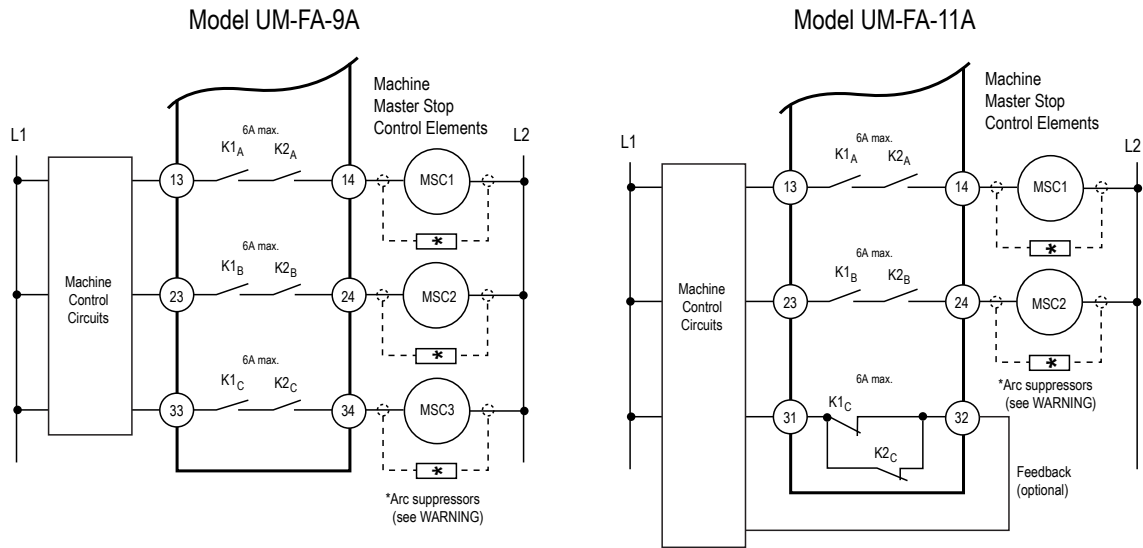 Model UM-FA-9A
Machine
Master Stop
Control Elements
L1
L2
6A max.
K1A K2A
13
14
MSC1
*
6A max.
K1B K2B
Machine
Control
Circuits
23
24
MSC2
*
6A max.
K1C K2C
33
34
MSC3
*
*Arc suppressors
(see WARNING)
Model UM-FA-11A
Machine
Master Stop
Control Elements
L1
L2
6A max.
K1A K2A
13
14
MSC1
*
6A max.
K1B K2B
Machine
Control
Circuits
23
24
MSC2
*
*Arc suppressors
(see WARNING)
6A max.
K1C
31
32
K2C
Feedback
(optional)